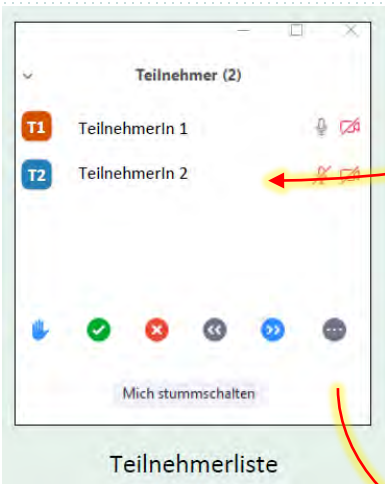 Teilnehmer (2)
T1 TeilnehmerIn 1
T2 TeilnehmerIn 2
Mich stummschalten
Teilnehmerliste